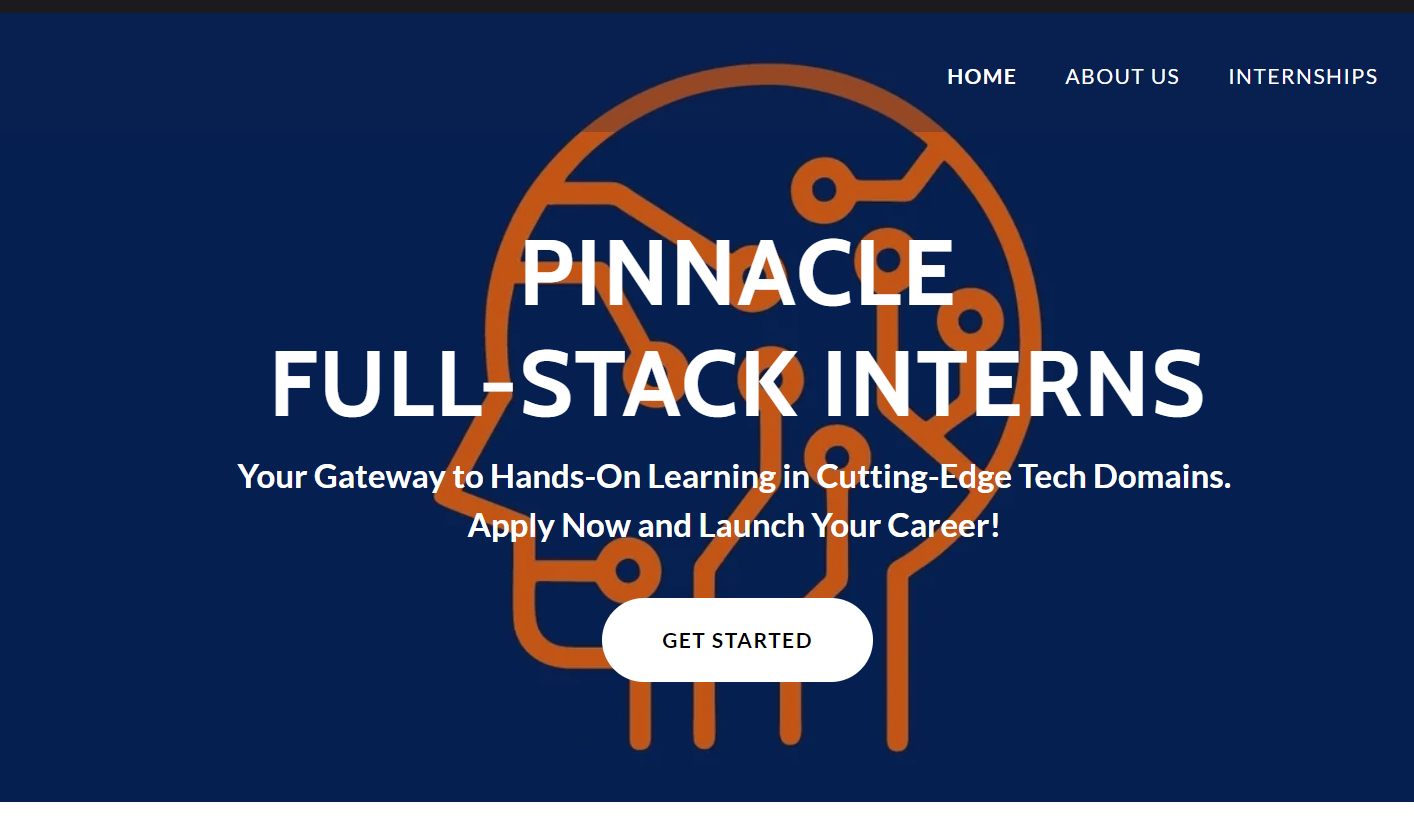 HOME ABOUT US INTERNSHIPS
PINNACLE
FULL-STACK INTERNS
Your Gateway to Hands-On Learning in Cutting-Edge Tech Domains.
Apply Now and Launch Your Career!
GET STARTED